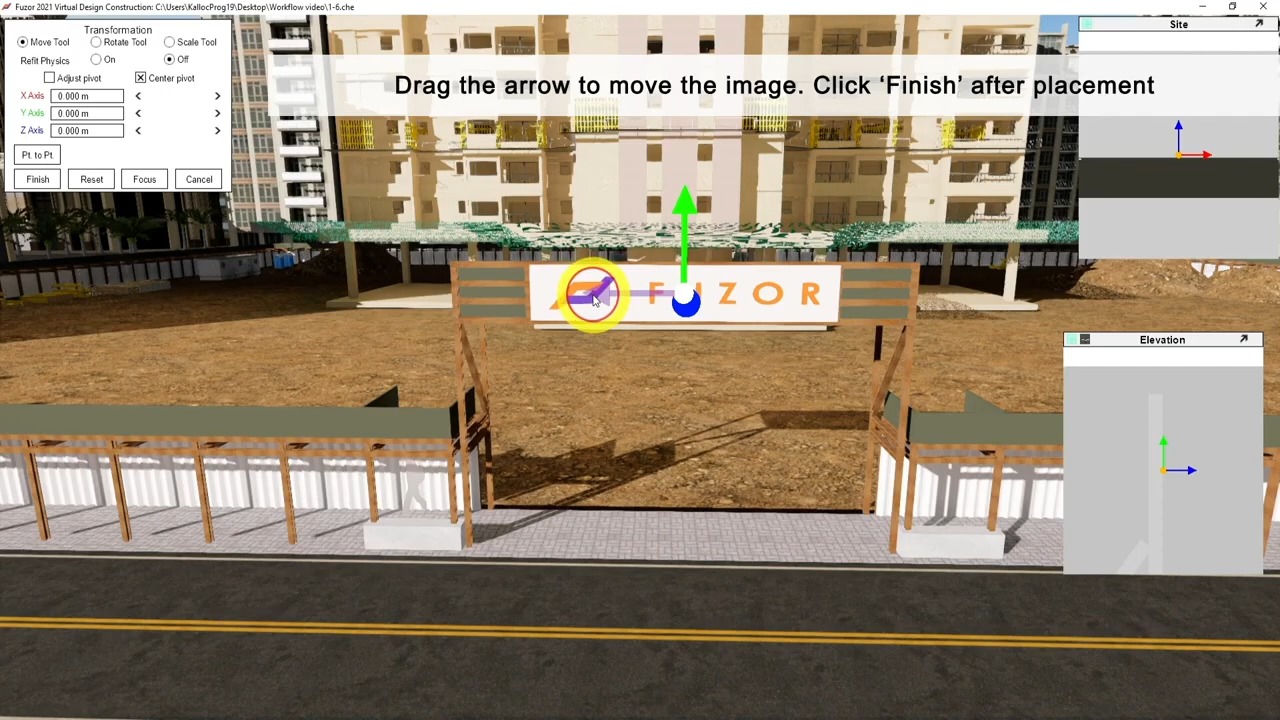 Fuzor 2021 Virtual Design Construction: C:\Users\KallocProg19\Desktop\Workflow video\1-6.che
Transformation
Move Tool Rotate Tool Scale Tool
Refit Physics On Off
Adjust pivot Center pivot
X Axis 0.000 m < >
Y Axis 0.000 m < >
Z Axis 0.000 m < >
Pt. to Pt.
Finish Reset Focus Cancel
Drag the arrow to move the image. Click ‘Finish’ after placement
Site
FUZOR
Elevation